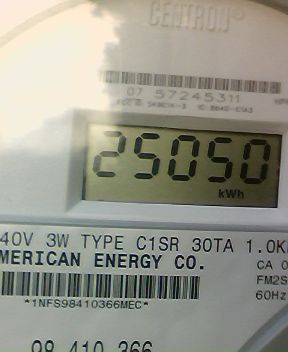 CENTRON®
07 57245311
25050
kWh
40V 3W TYPE C1SR 30TA 1.0K
MERICAN ENERGY CO.
CA 0
FM2S
60Hz
*1NFS98410366MEC*
98 410 366